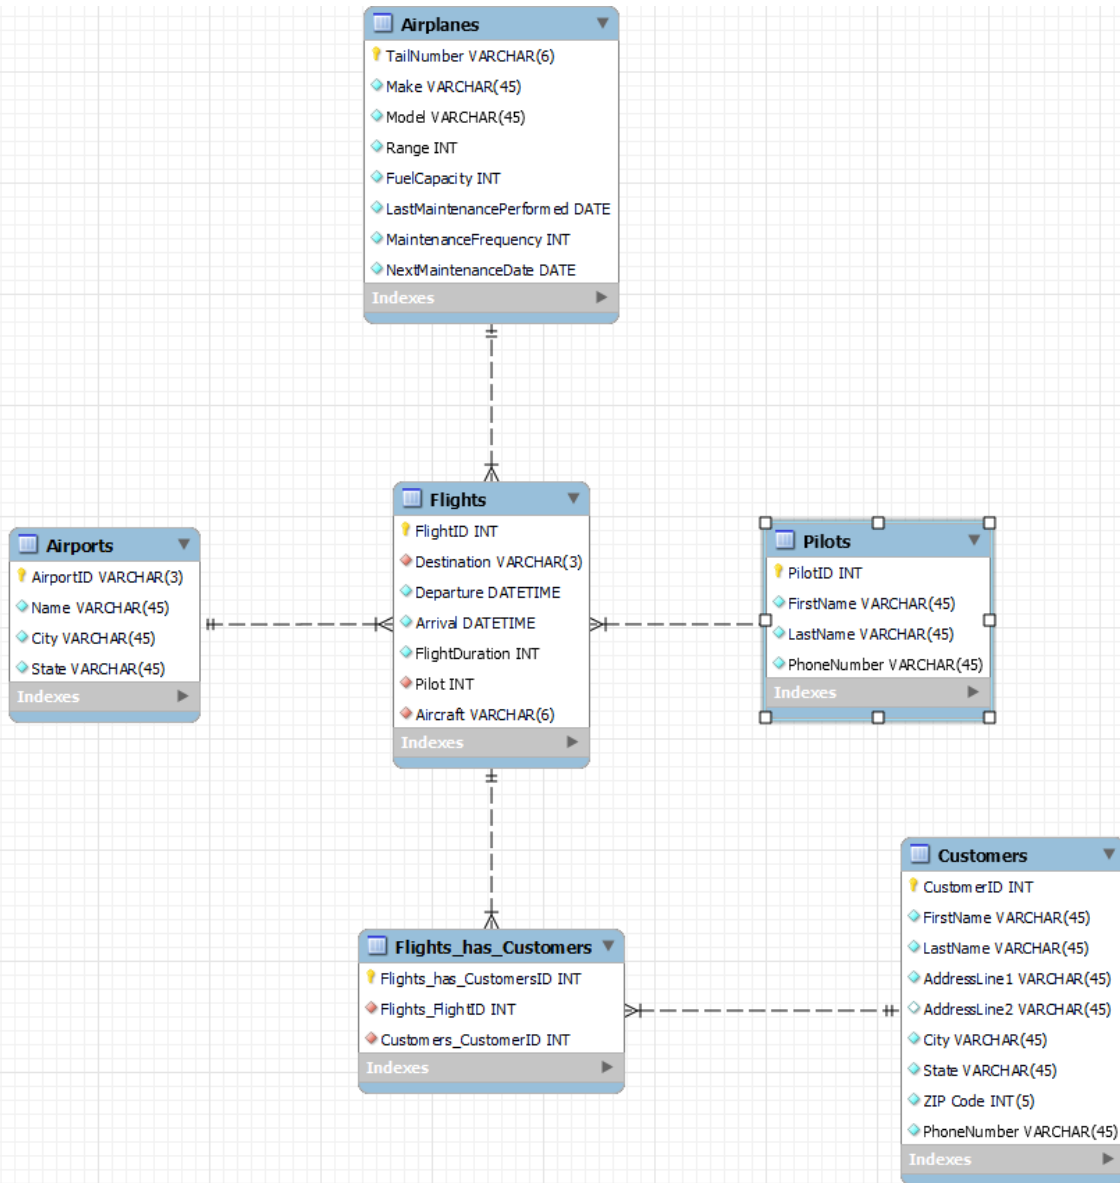 Airplanes
TailNumber VARCHAR(6)
Make VARCHAR(45)
Model VARCHAR(45)
Range INT
FuelCapacity INT
LastMaintenancePerformed DATE
MaintenanceFrequency INT
NextMaintenanceDate DATE
Indexes
Flights
FlightID INT
Destination VARCHAR(3)
Departure DATETIME
Arrival DATETIME
FlightDuration INT
Pilot INT
Aircraft VARCHAR(6)
Indexes
Airports
AirportID VARCHAR(3)
Name VARCHAR(45)
City VARCHAR(45)
State VARCHAR(45)
Indexes
Pilots
PilotID INT
FirstName VARCHAR(45)
LastName VARCHAR(45)
PhoneNumber VARCHAR(45)
Indexes
Flights_has_Customers
Flights_has_CustomersID INT
Flights_FlightID INT
Customers_CustomerID INT
Indexes
Customers
CustomerID INT
FirstName VARCHAR(45)
LastName VARCHAR(45)
AddressLine1 VARCHAR(45)
AddressLine2 VARCHAR(45)
City VARCHAR(45)
State VARCHAR(45)
ZIP Code INT(5)
PhoneNumber VARCHAR(45)
Indexes